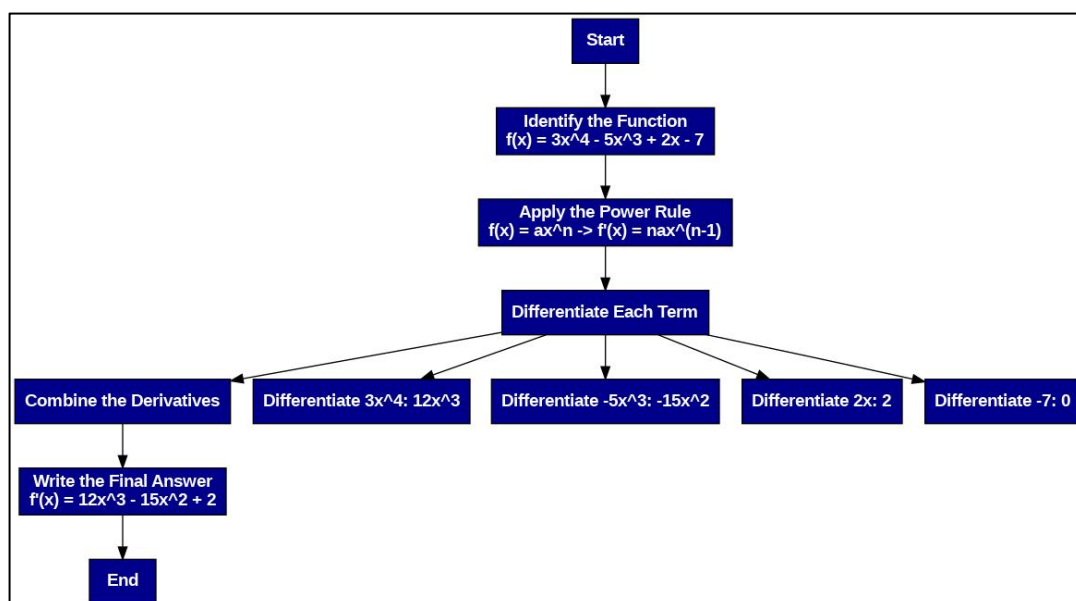 Start
Identify the Function
f(x) = 3x^4 - 5x^3 + 2x - 7
Apply the Power Rule
f(x) = ax^n -> f'(x) = nax^(n-1)
Differentiate Each Term
Combine the Derivatives
Differentiate 3x^4: 12x^3
Differentiate -5x^3: -15x^2
Differentiate 2x: 2
Differentiate -7: 0
Write the Final Answer
f'(x) = 12x^3 - 15x^2 + 2
End